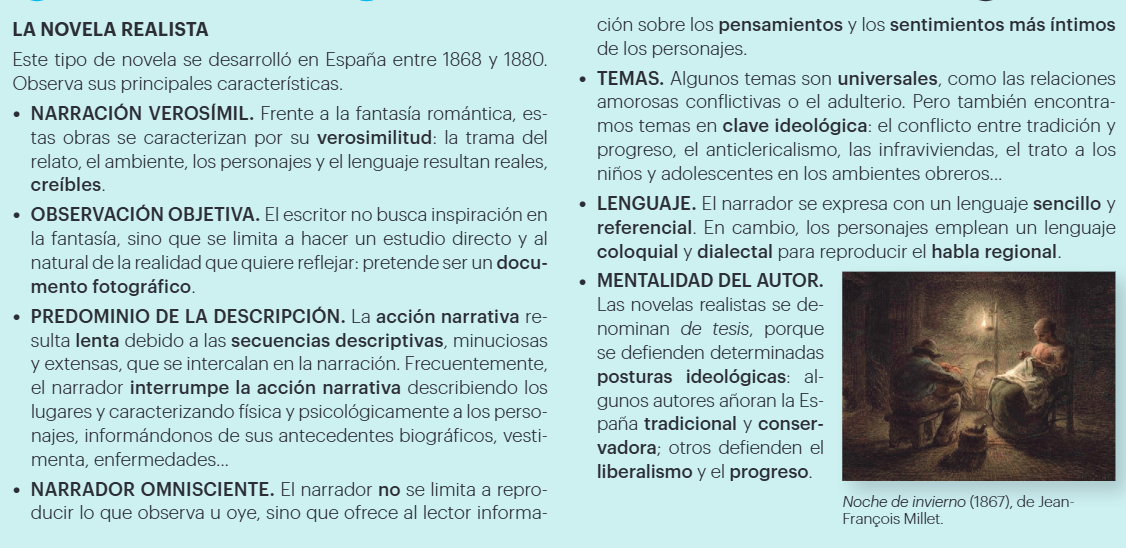 LA NOVELA REALISTA
Este tipo de novela se desarrolló en España entre 1868 y 1880.
Observa sus principales características.
• NARRACIÓN VEROSÍMIL. Frente a la fantasía romántica, es-
tas obras se caracterizan por su verosimilitud: la trama del
relato, el ambiente, los personajes y el lenguaje resultan reales,
creíbles.
• OBSERVACIÓN OBJETIVA. El escritor no busca inspiración en
la fantasía, sino que se limita a hacer un estudio directo y al
natural de la realidad que quiere reflejar: pretende ser un docu-
mento fotográfico.
• PREDOMINIO DE LA DESCRIPCIÓN. La acción narrativa re-
sulta lenta debido a las secuencias descriptivas, minuciosas
y extensas, que se intercalan en la narración. Frecuentemente,
el narrador interrumpe la acción narrativa describiendo los
lugares y caracterizando física y psicológicamente a los perso-
najes, informándonos de sus antecedentes biográficos, vesti-
menta, enfermedades...
• NARRADOR OMNISCIENTE. El narrador no se limita a repro-
ducir lo que observa u oye, sino que ofrece al lector informa-
ción sobre los pensamientos y los sentimientos más íntimos
de los personajes.
• TEMAS. Algunos temas son universales, como las relaciones
amorosas conflictivas o el adulterio. Pero también encontra-
mos temas en clave ideológica: el conflicto entre tradición y
progreso, el anticlericalismo, las infraviviendas, el trato a los
niños y adolescentes en los ambientes obreros...
• LENGUAJE. El narrador se expresa con un lenguaje sencillo y
referencial. En cambio, los personajes emplean un lenguaje
coloquial y dialectal para reproducir el habla regional.
• MENTALIDAD DEL AUTOR.
Las novelas realistas se de-
nominan de tesis, porque
se defienden determinadas
posturas ideológicas: al-
gunos autores añoran la Es-
paña tradicional y conser-
vadora; otros defienden el
liberalismo y el progreso.
Noche de invierno (1867), de Jean-
François Millet.